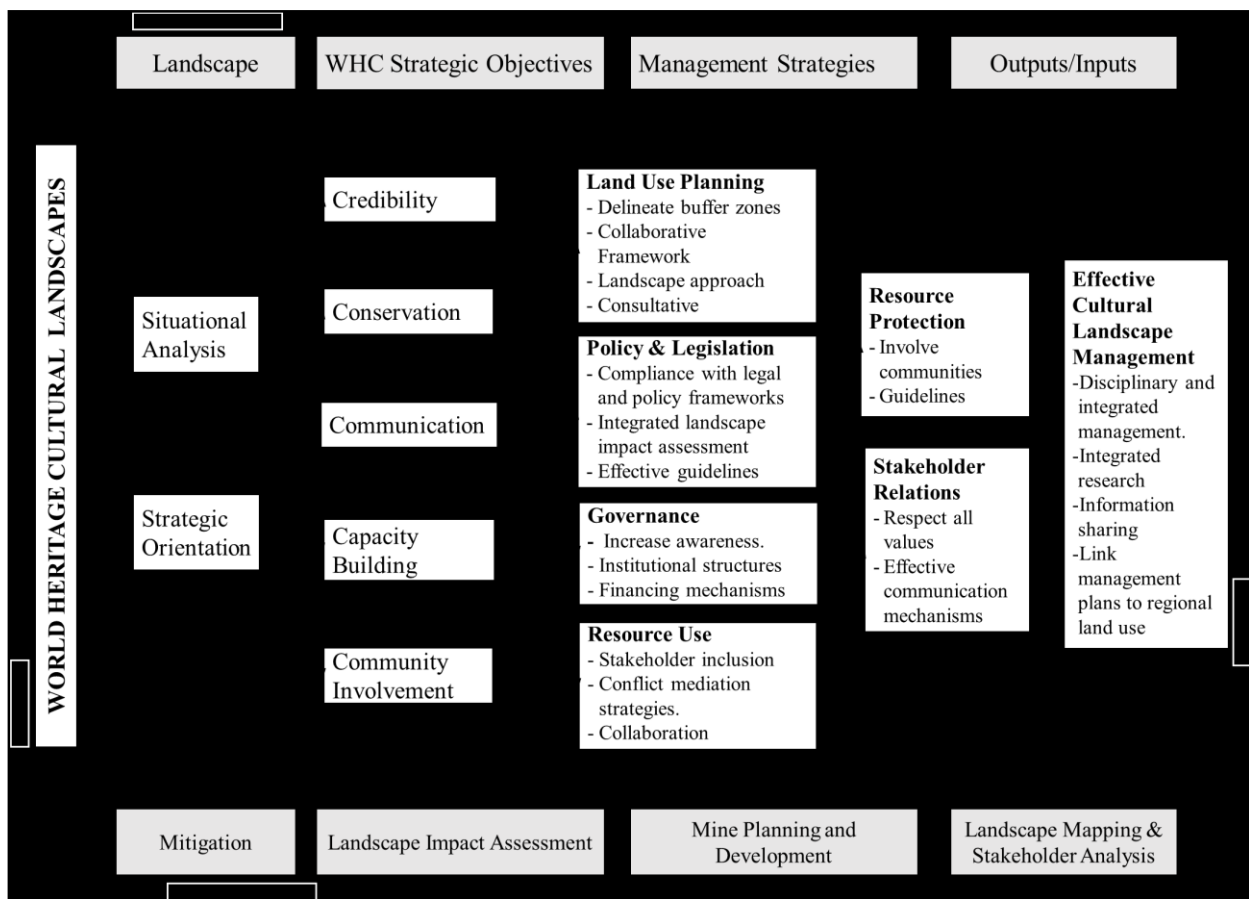 Landscape
WHC Strategic Objectives
Management Strategies
Outputs/Inputs
WORLD HERITAGE CULTURAL LANDSCAPES
Situational
Analysis
Strategic
Orientation
Credibility
Conservation
Communication
Capacity
Building
Community
Involvement
Land Use Planning
- Delineate buffer zones
- Collaborative
Framework
- Landscape approach
- Consultative
Policy & Legislation
- Compliance with legal
and policy frameworks
- Integrated landscape
impact assessment
- Effective guidelines
Governance
- Increase awareness.
- Institutional structures
- Financing mechanisms
Resource Use
- Stakeholder inclusion
- Conflict mediation
strategies.
- Collaboration
Resource
Protection
- Involve
communities
- Guidelines
Stakeholder
Relations
- Respect all
values
- Effective
communication
mechanisms
Effective
Cultural
Landscape
Management
-Disciplinary and
integrated
management.
-Integrated
research
-Information
sharing
-Link
management
plans to regional
land use
Mitigation
Landscape Impact Assessment
Mine Planning and
Development
Landscape Mapping &
Stakeholder Analysis